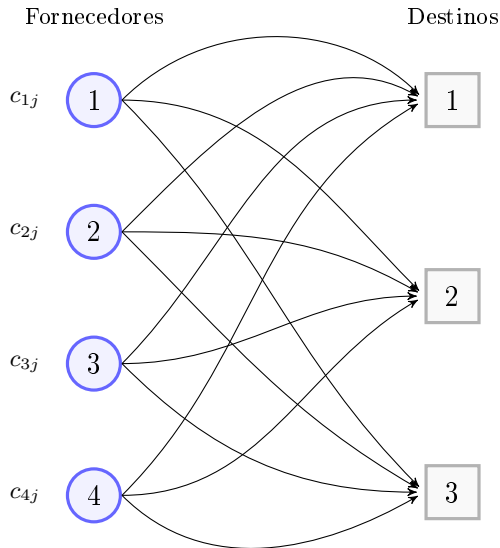 Fornecedores Destinos
c1j 1 1
c2j 2
2
c3j 3
c4j 4 3